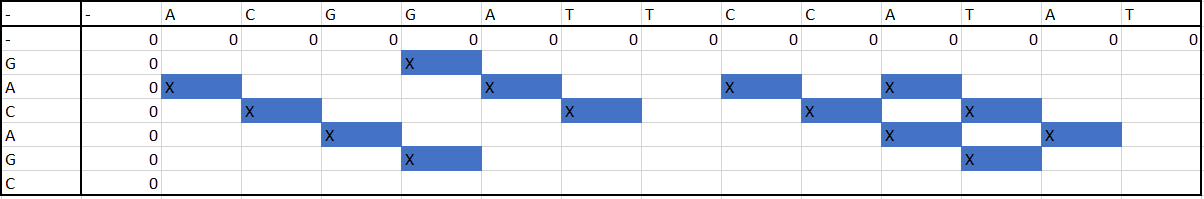 - - A C G G A T T C C A T A T
- 0 0 0 0 0 0 0 0 0 0 0 0 0 0
G 0 X
A 0 X X X X
C 0 X X X X
A 0 X X X
G 0 X X
C 0